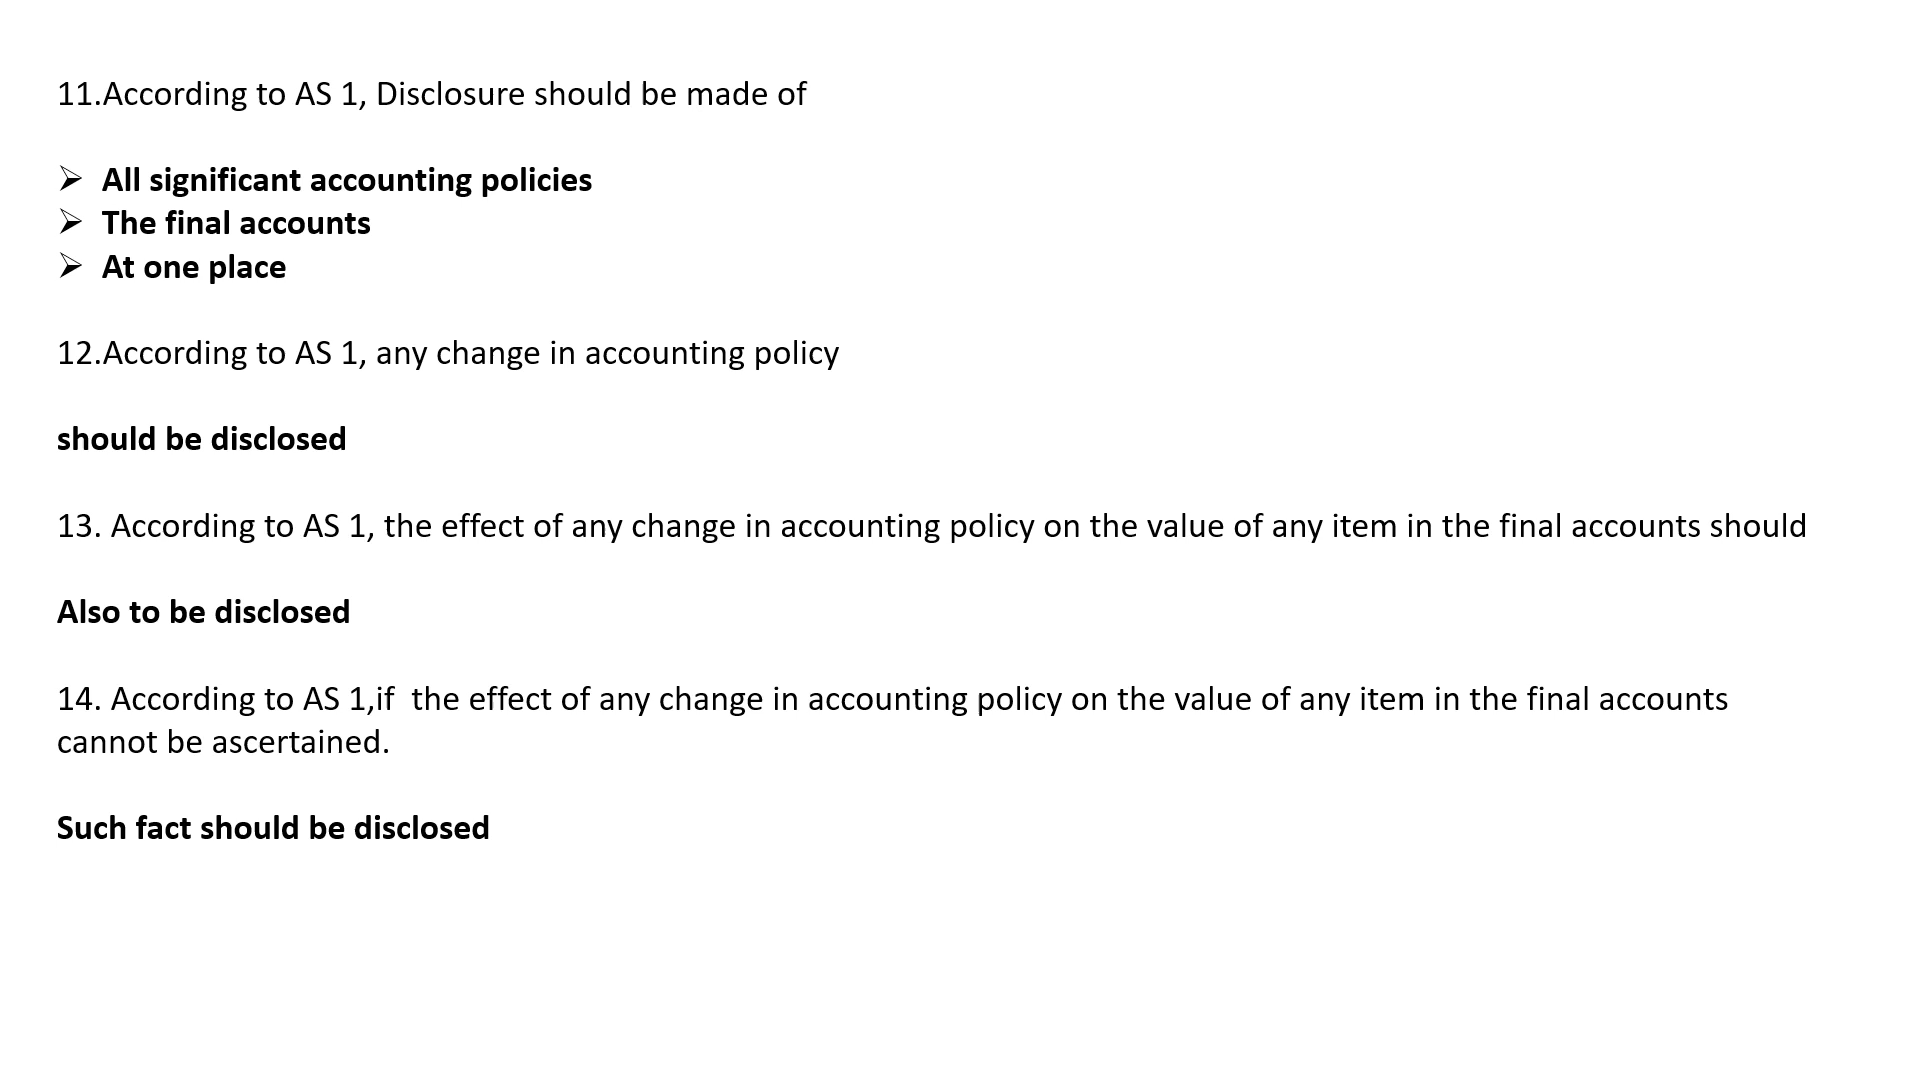 11.According to AS 1, Disclosure should be made of
➢ All significant accounting policies
➢ The final accounts
➢ At one place
12.According to AS 1, any change in accounting policy
should be disclosed
13. According to AS 1, the effect of any change in accounting policy on the value of any item in the final accounts should
Also to be disclosed
14. According to AS 1,if  the effect of any change in accounting policy on the value of any item in the final accounts
cannot be ascertained.
Such fact should be disclosed